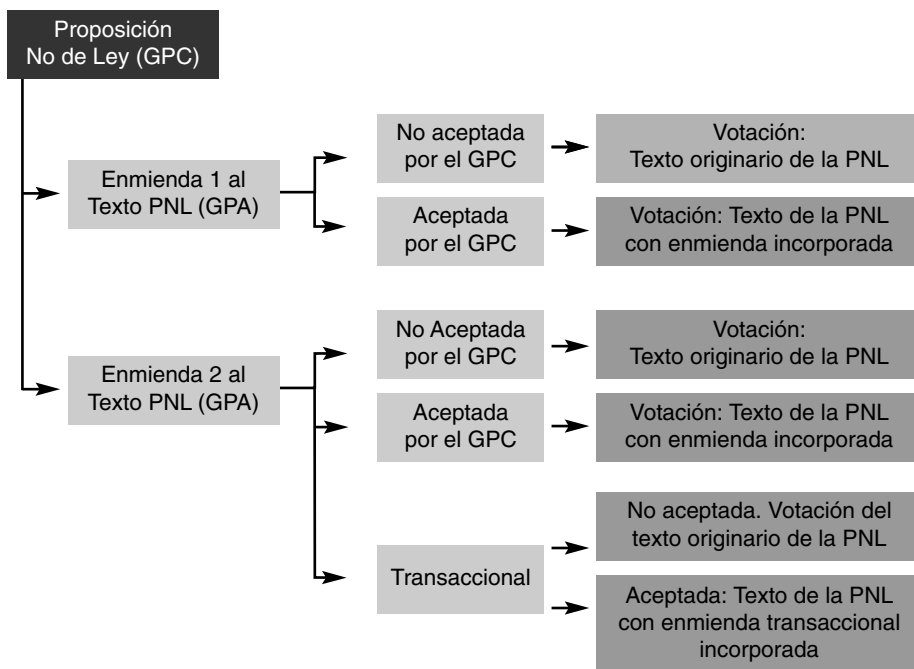 Proposición
No de Ley (GPC)
No aceptada
por el GPC
Votación:
Texto originario de la PNL
Enmienda 1 al
Texto PNL (GPA)
Aceptada
por el GPC
Votación: Texto de la PNL
con enmienda incorporada
No Aceptada
por el GPC
Votación:
Texto originario de la PNL
Enmienda 2 al
Texto PNL (GPA)
Aceptada
por el GPC
Votación: Texto de la PNL
con enmienda incorporada
Transaccional
No aceptada. Votación del
texto originario de la PNL
Aceptada: Texto de la PNL
con enmienda transaccional
incorporada